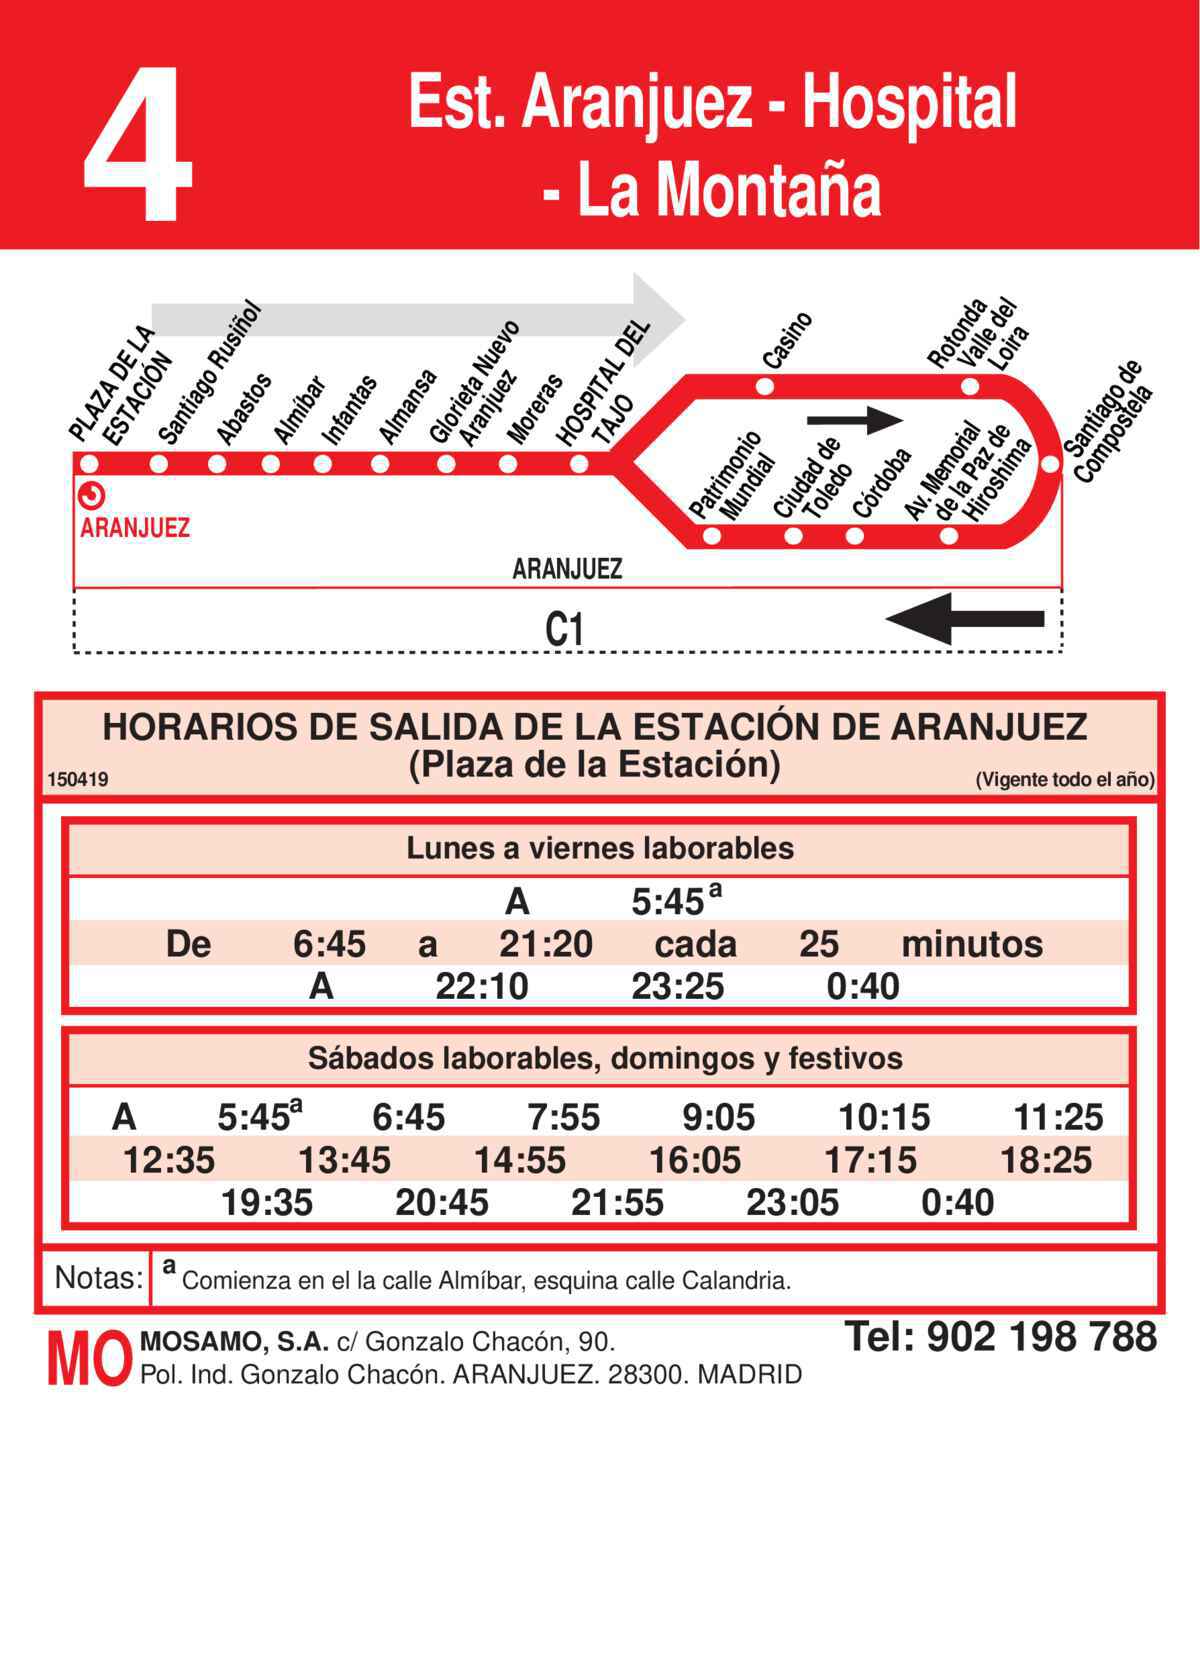 4
Est. Aranjuez - Hospital
- La Montaña
PLAZA DE LA
ESTACIÓN
Santiago Rusiñol
Abastos
Almíbar
Infantas
Almansa
Glorieta Nuevo
Aranjuez
Moreras
HOSPITAL DEL
TAJO
Casino
Rotonda
Valle del
Loira
Santiago de
Compostela
Patrimonio
Mundial
Ciudad de
Toledo
Córdoba
Av. Memorial
de la Paz de
Hiroshima
ARANJUEZ
ARANJUEZ
C1
HORARIOS DE SALIDA DE LA ESTACIÓN DE ARANJUEZ
(Plaza de la Estación)
150419
(Vigente todo el año)
Lunes a viernes laborables
A 5:45 a
De 6:45 a 21:20 cada 25 minutos
A 22:10 23:25 0:40
Sábados laborables, domingos y festivos
A 5:45 a 6:45 7:55 9:05 10:15 11:25
12:35 13:45 14:55 16:05 17:15 18:25
19:35 20:45 21:55 23:05 0:40
Notas: a Comienza en el la calle Almíbar, esquina calle Calandria.
MO
MOSAMO, S.A. c/ Gonzalo Chacón, 90.
Pol. Ind. Gonzalo Chacón. ARANJUEZ. 28300. MADRID
Tel: 902 198 788